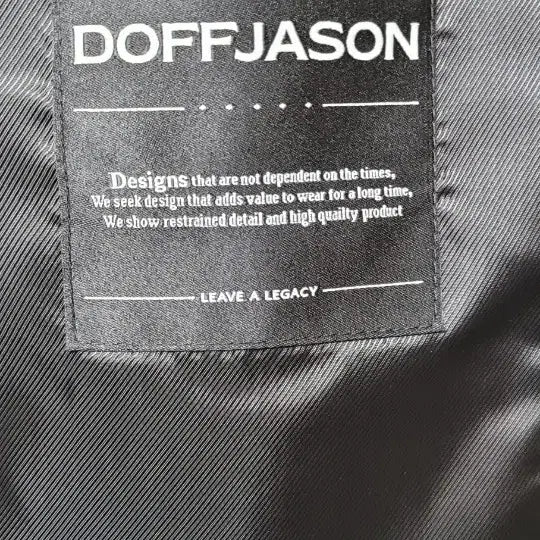 DOFFJASON
Designs that are not dependent on the times,
We seek design that adds value to wear for a long time,
We show restrained detail and high quailty product
LEAVE A LEGACY